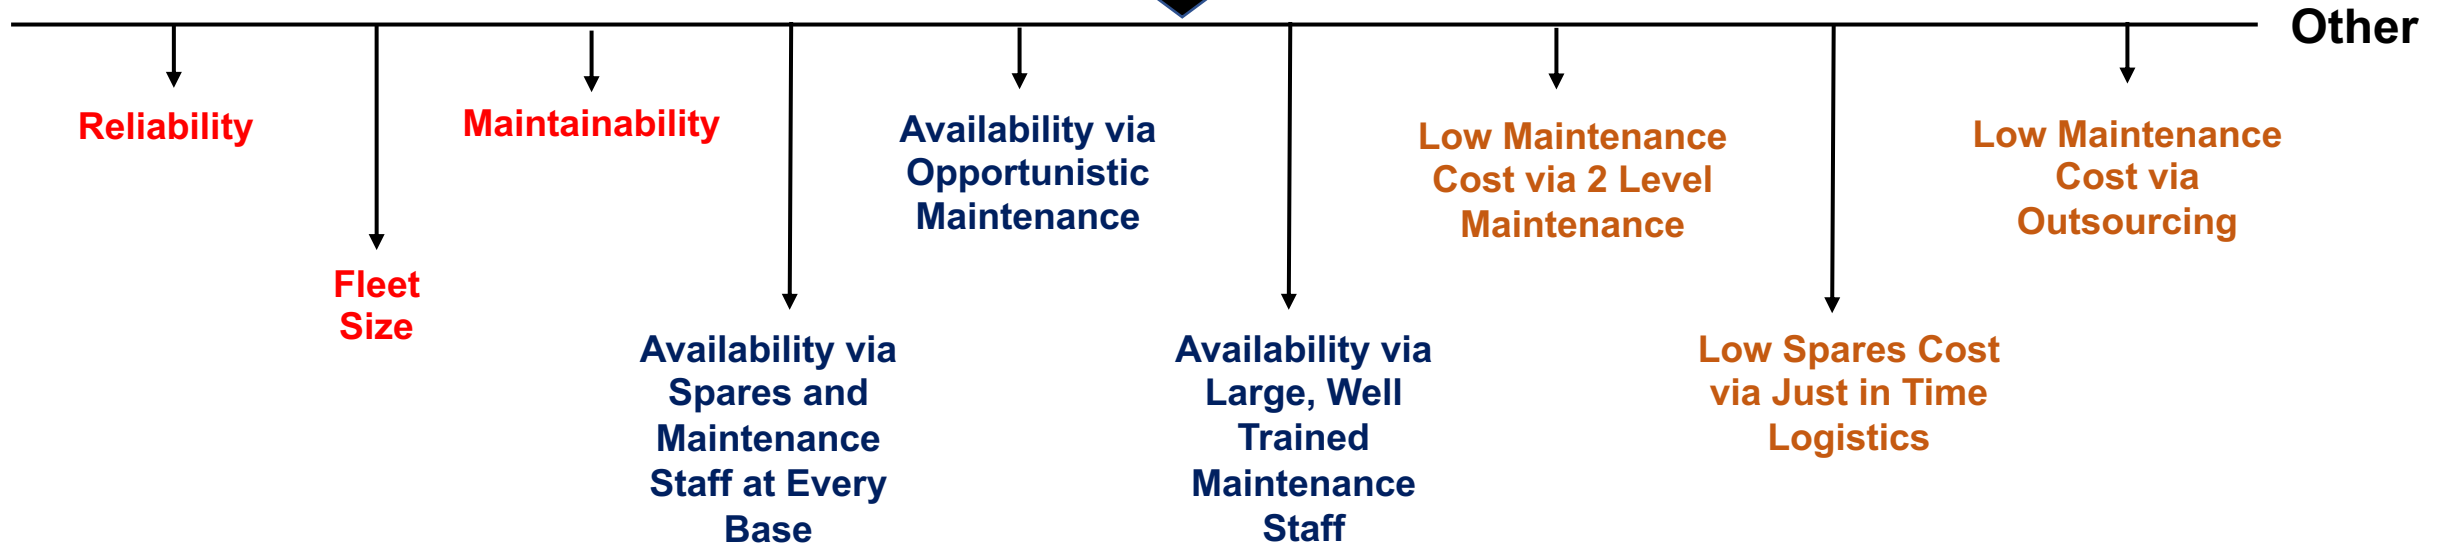 Other
Reliability
Fleet
Size
Maintainability
Availability via
Spares and
Maintenance
Staff at Every
Base
Availability via
Opportunistic
Maintenance
Availability via
Large, Well
Trained
Maintenance
Staff
Low Maintenance
Cost via 2 Level
Maintenance
Low Spares Cost
via Just in Time
Logistics
Low Maintenance
Cost via
Outsourcing